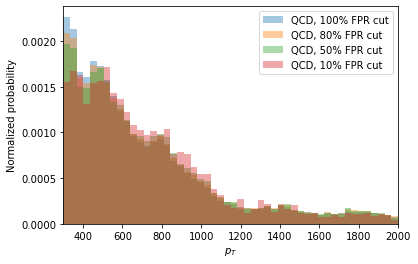 QCD, 100% FPR cut
QCD, 80% FPR cut
QCD, 50% FPR cut
QCD, 10% FPR cut
Normalized probability
0.0020
0.0015
0.0010
0.0005
0.0000
400 600 800 1000 1200 1400 1600 1800 2000
p_T